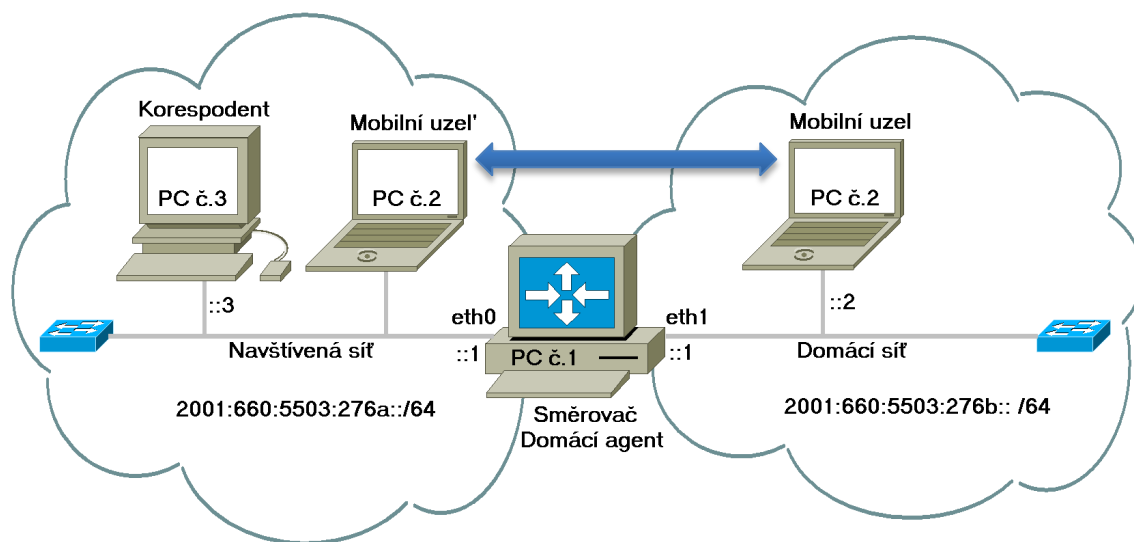 Korespodent
Mobilní uzel'
Mobilní uzel
PC č.3
PC č.2
PC č.2
::3
::2
eth0
eth1
Navštívená síť
::1
PC č.1
::1
Domácí síť
2001:660:5503:276a::/64
2001:660:5503:276b:: /64
Směrovač
Domácí agent